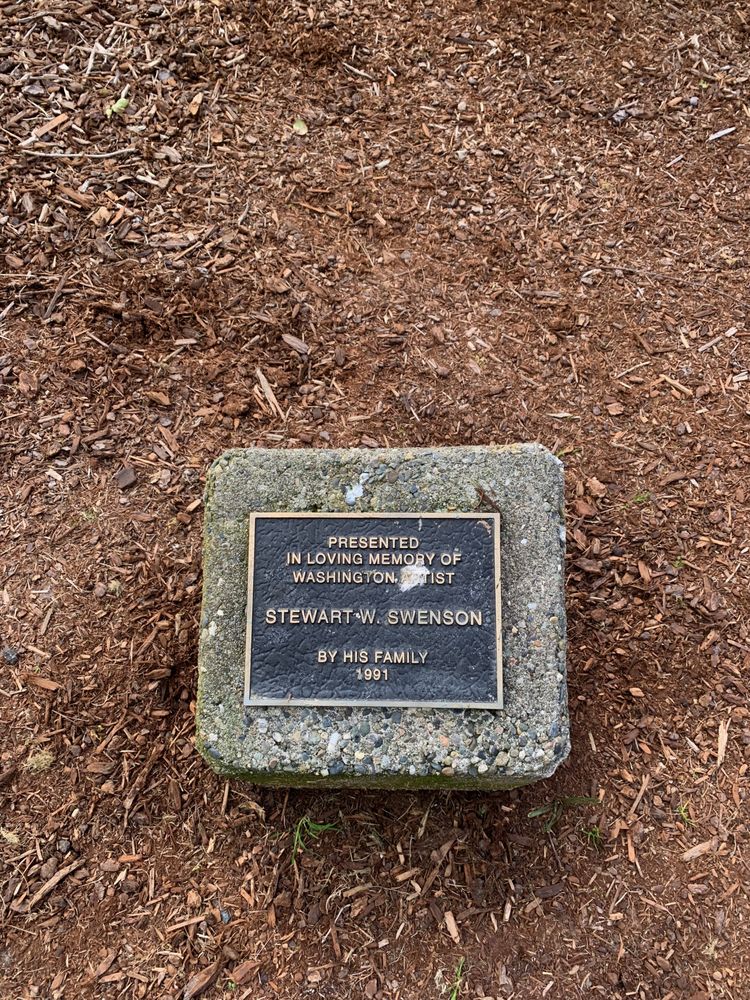 PRESENTED
IN LOVING MEMORY OF
WASHINGTON ARTIST
STEWART W. SWENSON
BY HIS FAMILY
1991